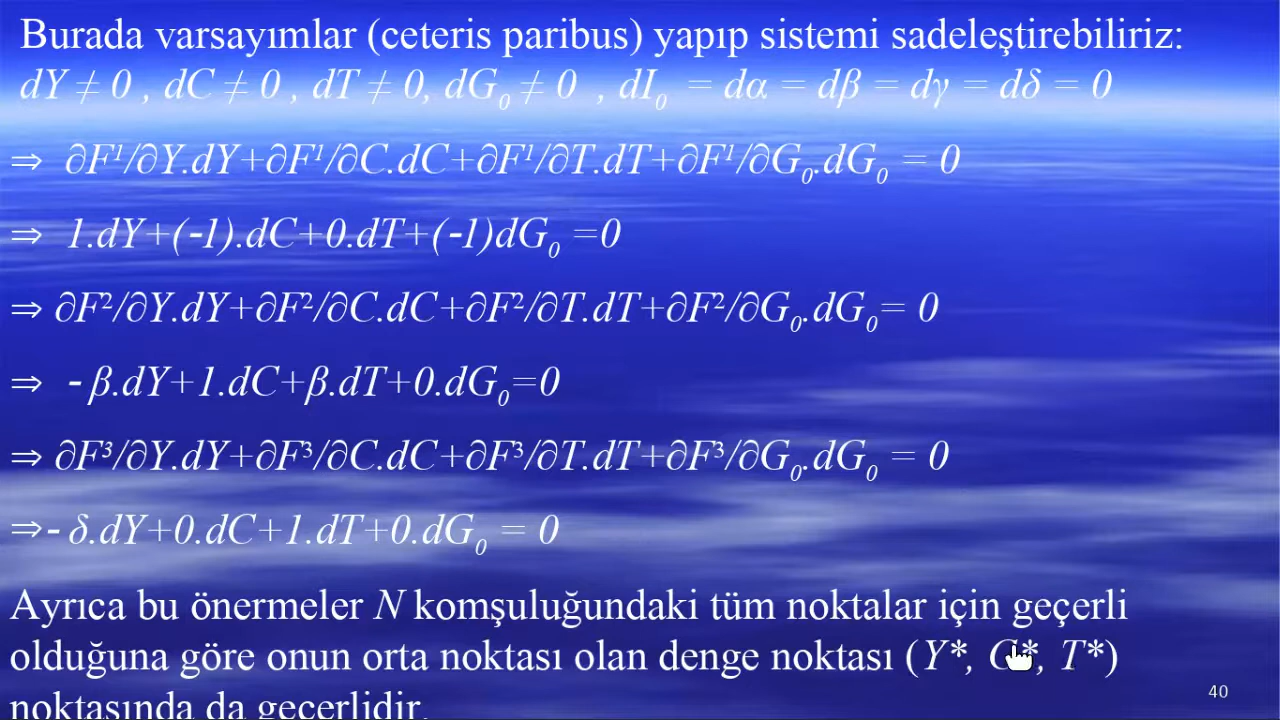 Burada varsayımlar (ceteris paribus) yapıp sistemi sadeleştirebiliriz:
dY ≠ 0 , dC ≠ 0 , dT ≠ 0, dG₀ ≠ 0 , dI₀ = dα = dβ = dγ = dδ = 0
⇒ ∂F¹/∂Y.dY+∂F¹/∂C.dC+∂F¹/∂T.dT+∂F¹/∂G₀.dG₀ = 0
⇒ 1.dY+(-1).dC+0.dT+(-1)dG₀ =0
⇒ ∂F²/∂Y.dY+∂F²/∂C.dC+∂F²/∂T.dT+∂F²/∂G₀.dG₀= 0
⇒ - β.dY+1.dC+β.dT+0.dG₀=0
⇒ ∂F³/∂Y.dY+∂F³/∂C.dC+∂F³/∂T.dT+∂F³/∂G₀.dG₀ = 0
⇒- δ.dY+0.dC+1.dT+0.dG₀ = 0
Ayrıca bu önermeler N komşuluğundaki tüm noktalar için geçerli
olduğuna göre onun orta noktası olan denge noktası (Y*, C*, T*)
noktasında da geçerlidir.
40